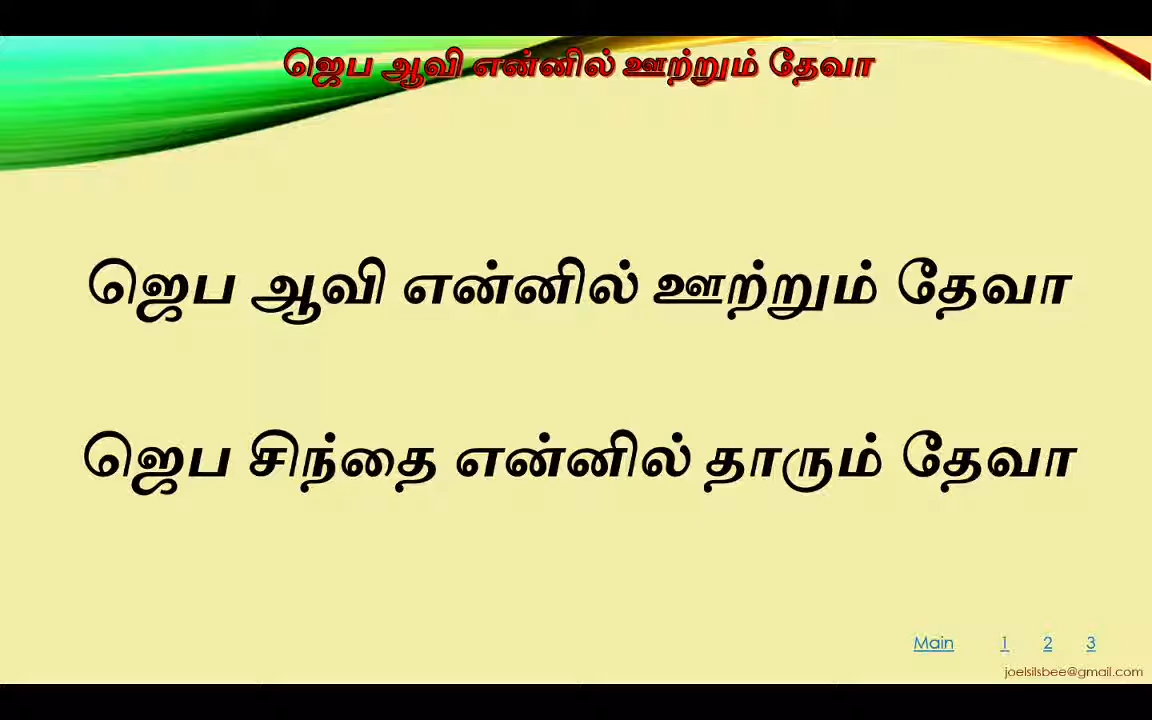 ஜெப ஆவி என்னில் ஊற்றும் தேவா
ஜெப ஆவி என்னில் ஊற்றும் தேவா
ஜெப சிந்தை என்னில் தாரும் தேவா
Main 1 2 3
joelsilsbee@gmail.com